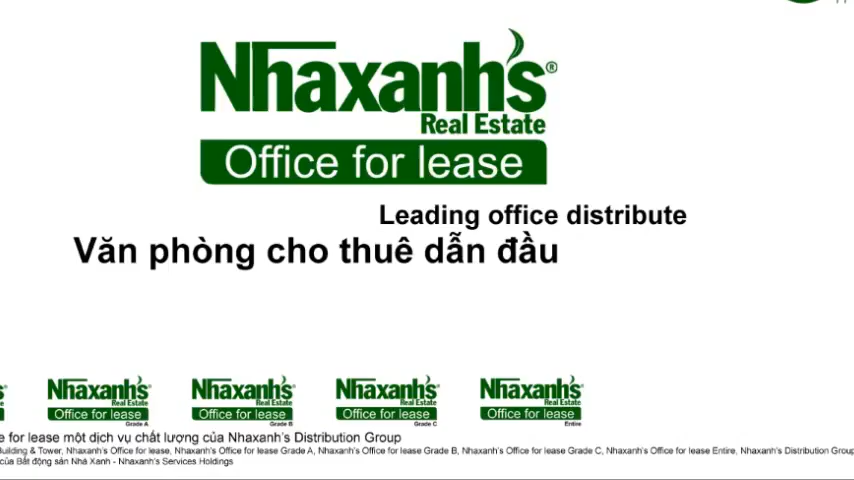 Nhaxanh's®
Real Estate
Office for lease
Leading office distribute
Văn phòng cho thuê dẫn đầu
Nhaxanh's Nhaxanh's Nhaxanh's Nhaxanh's
Real Estate Real Estate Real Estate Real Estate
Office for lease Office for lease Office for lease Office for lease
Grade A Grade B Grade C Entire
e for lease một dịch vụ chất lượng của Nhaxanh's Distribution Group
Building & Tower, Nhaxanh's Office for lease, Nhaxanh's Office for lease Grade A, Nhaxanh's Office for lease Grade B, Nhaxanh's Office for lease Grade C, Nhaxanh's Office for lease Entire, Nhaxanh's Distribution Group
của Bất động sản Nhà Xanh - Nhaxanh's Services Holdings